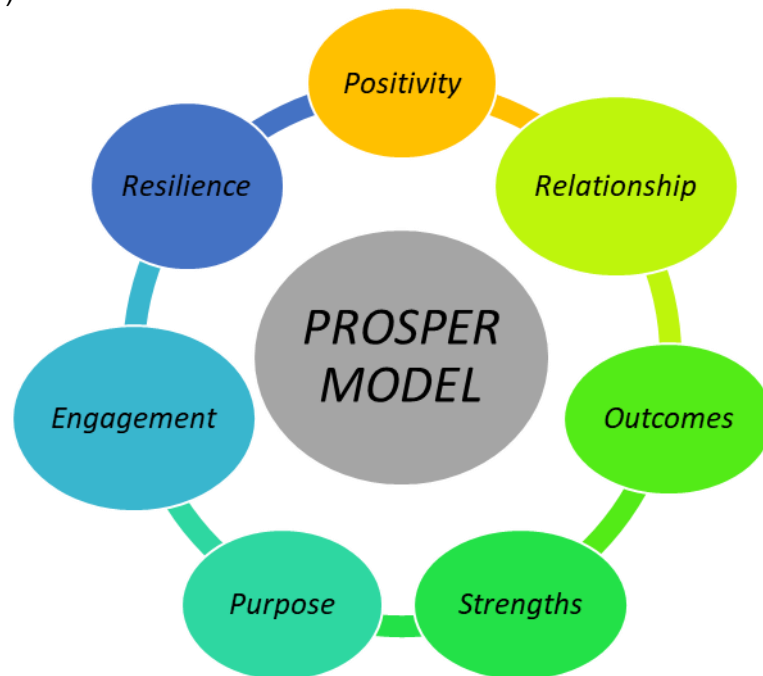 Positivity
Relationship
Outcomes
Strengths
Purpose
Engagement
Resilience
PROSPER
MODEL